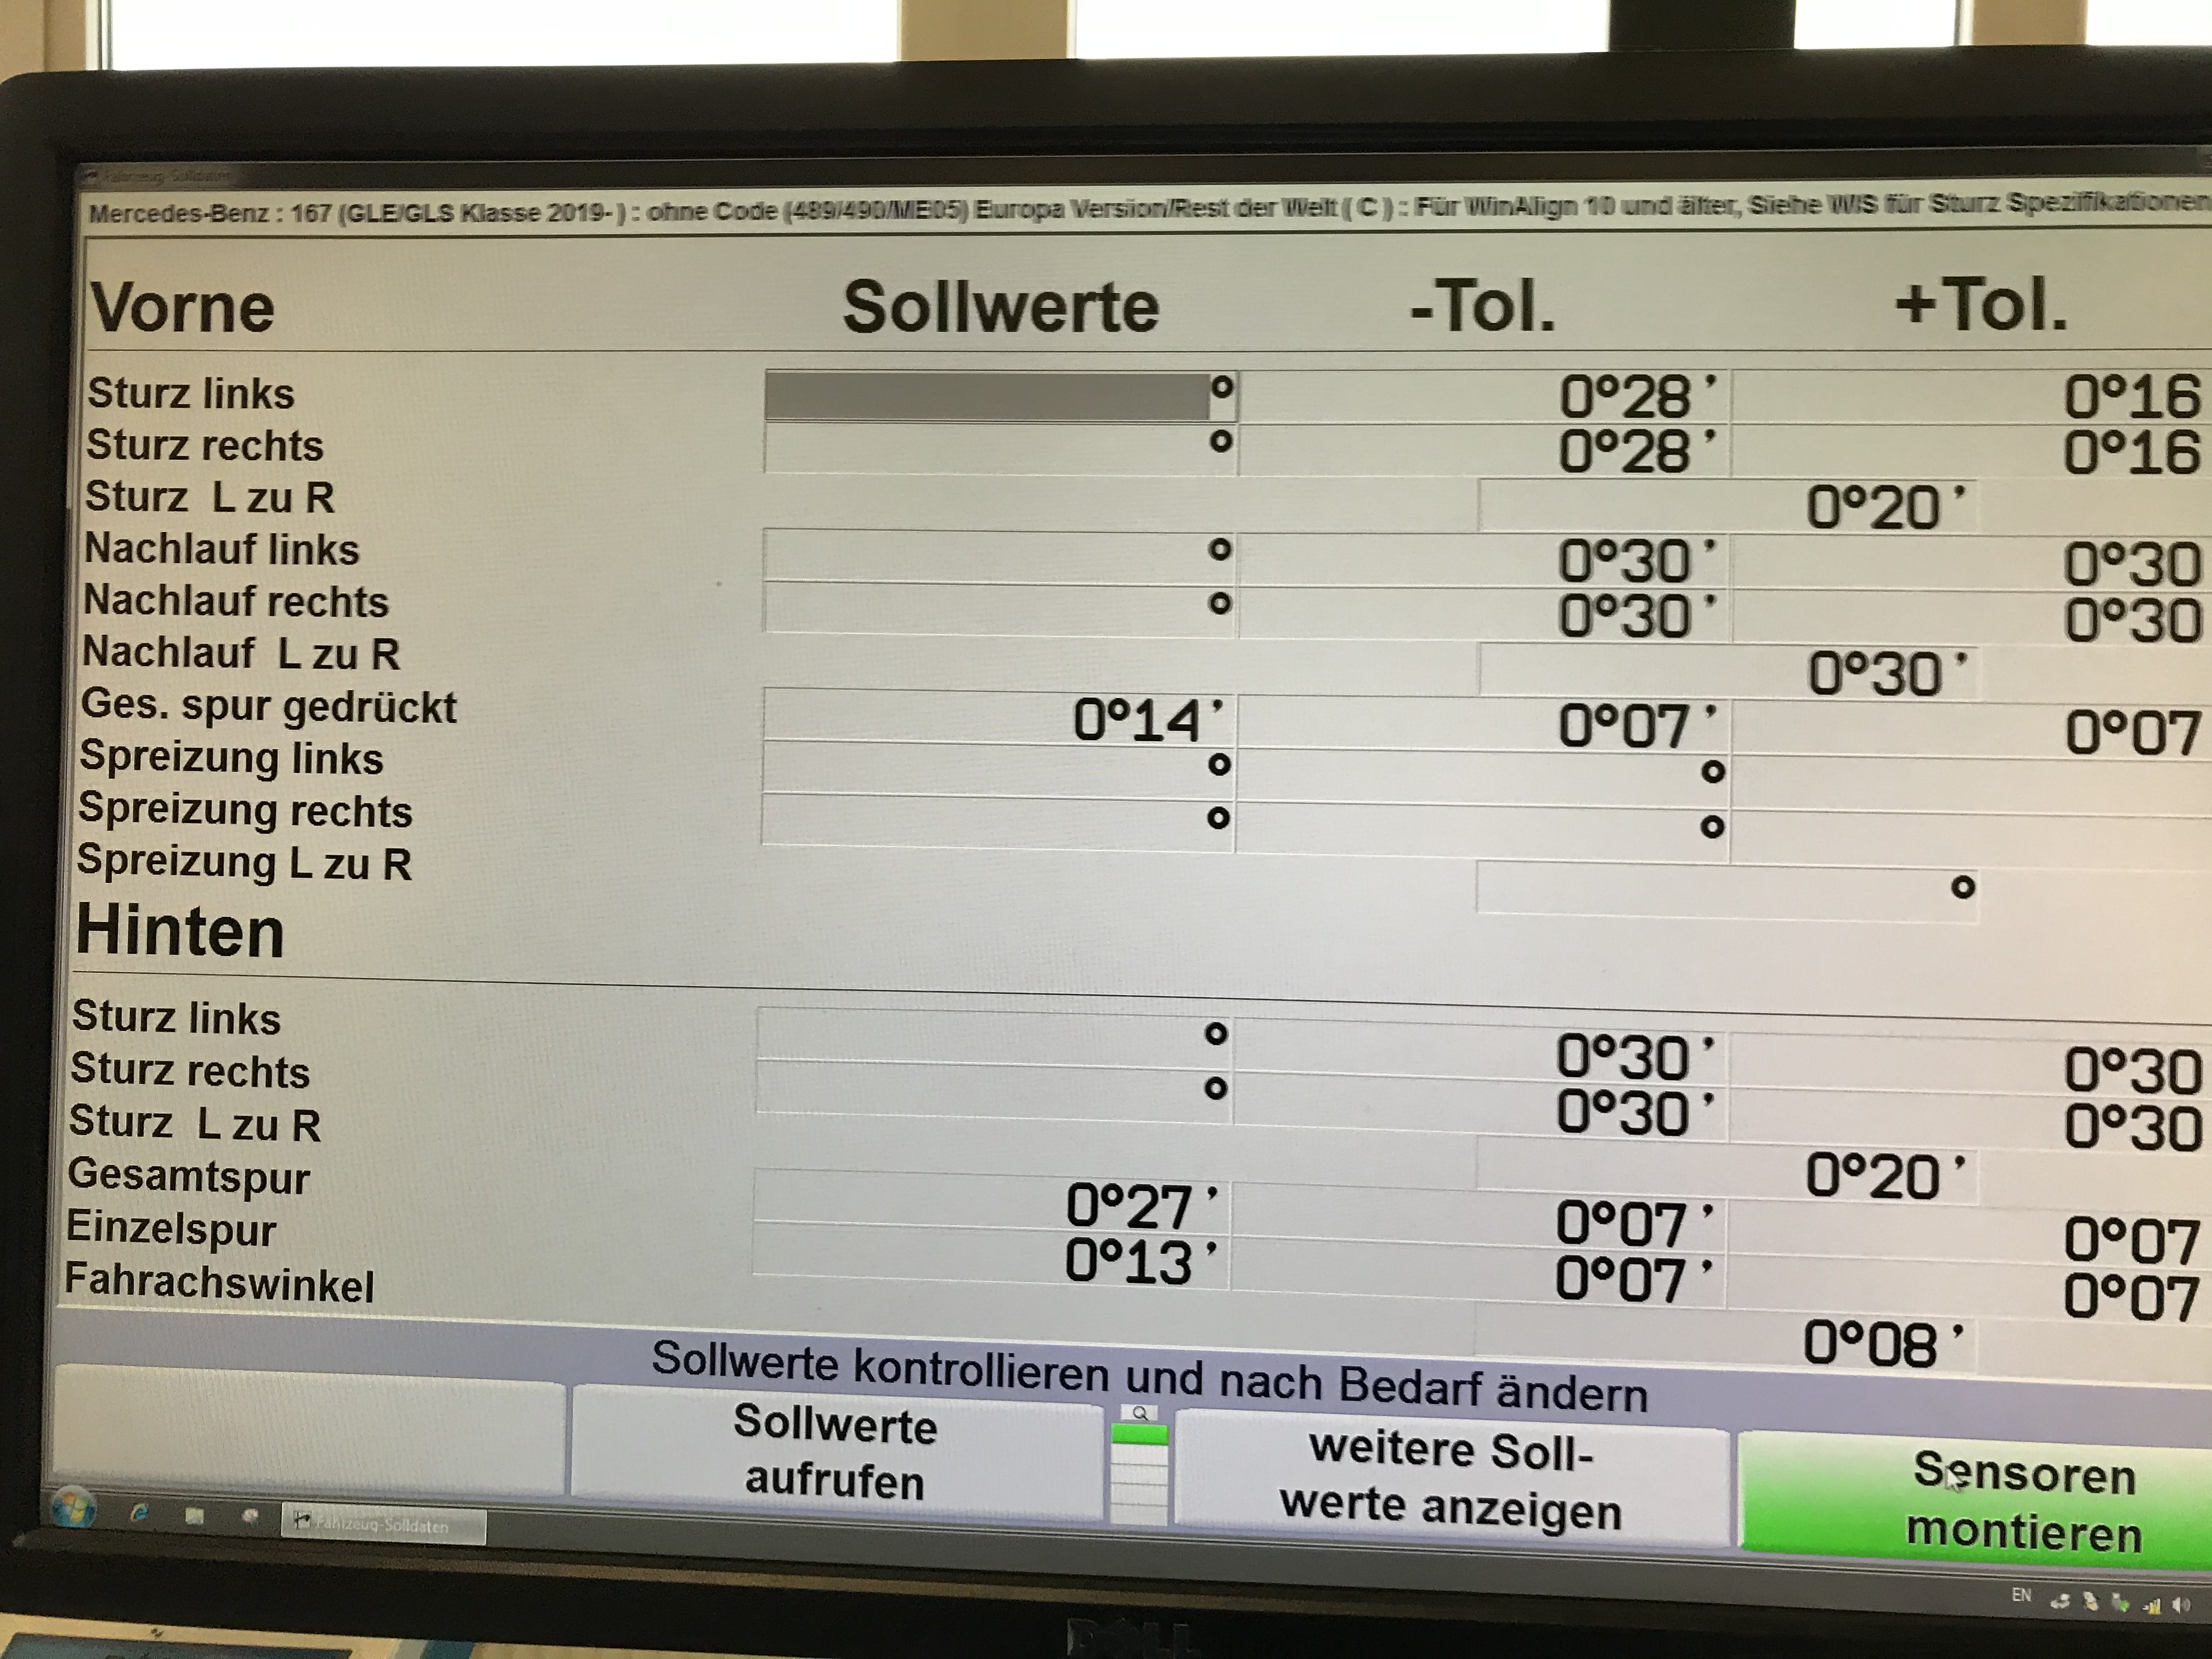 Fahrzeug-Solldaten
Mercedes-Benz : 167 (GLE/GLS Klasse 2019- ) : ohne Code (489/490/ME05) Europa Version/Rest der Welt ( C ) : Für WinAlign 10 und älter, Siehe WIS für Sturz Spezifikationen
Vorne Sollwerte -Tol. +Tol.
Sturz links ° 0°28' 0°16
Sturz rechts ° 0°28' 0°16
Sturz L zu R 0°20'
Nachlauf links ° 0°30' 0°30
Nachlauf rechts ° 0°30' 0°30
Nachlauf L zu R 0°30'
Ges. spur gedrückt 0°14' 0°07' 0°07
Spreizung links ° °
Spreizung rechts ° °
Spreizung L zu R °
Hinten
Sturz links ° 0°30' 0°30
Sturz rechts ° 0°30' 0°30
Sturz L zu R 0°20'
Gesamtspur 0°27' 0°07' 0°07
Einzelspur 0°13' 0°07' 0°07
Fahrachswinkel 0°08'
Sollwerte kontrollieren und nach Bedarf ändern
Sollwerte aufrufen
weitere Soll-
werte anzeigen
Sensoren
montieren
Fahrzeug-Solldaten
EN
DELL